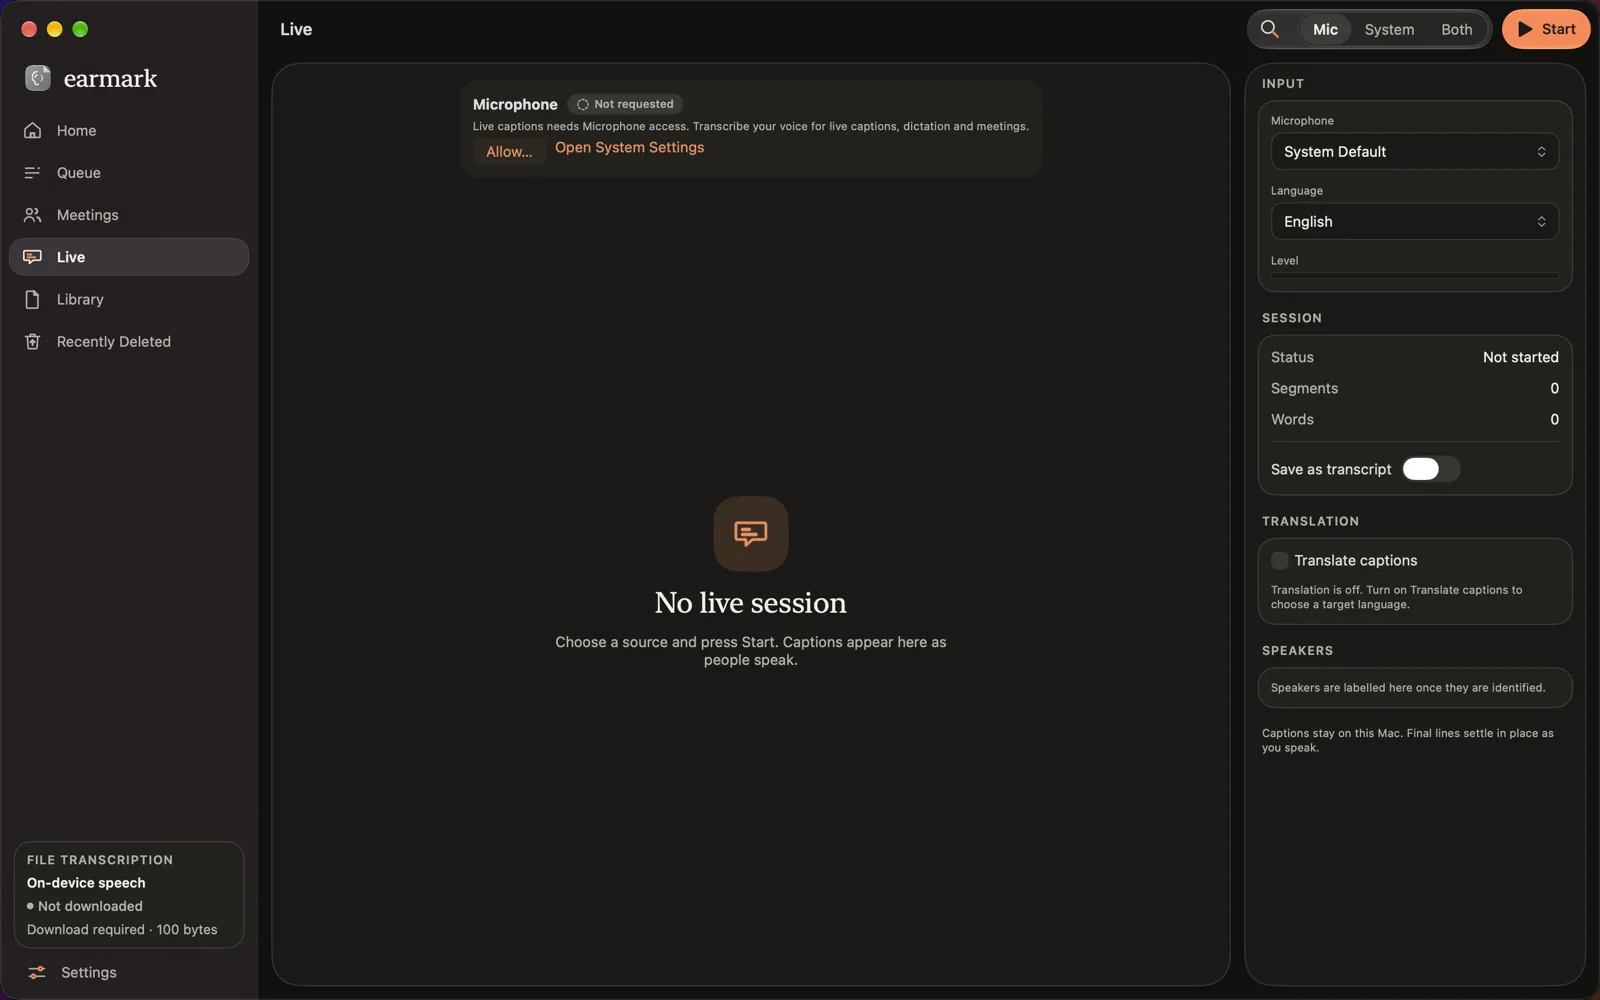 earmark
Home
Queue
Meetings
Live
Library
Recently Deleted
FILE TRANSCRIPTION
On-device speech
Not downloaded
Download required · 100 bytes
Settings
Live
Mic System Both
Start
Microphone Not requested
Live captions needs Microphone access. Transcribe your voice for live captions, dictation and meetings.
Allow... Open System Settings
No live session
Choose a source and press Start. Captions appear here as
people speak.
INPUT
Microphone
System Default
Language
English
Level
SESSION
Status Not started
Segments 0
Words 0
Save as transcript
TRANSLATION
Translate captions
Translation is off. Turn on Translate captions to
choose a target language.
SPEAKERS
Speakers are labelled here once they are identified.
Captions stay on this Mac. Final lines settle in place as
you speak.